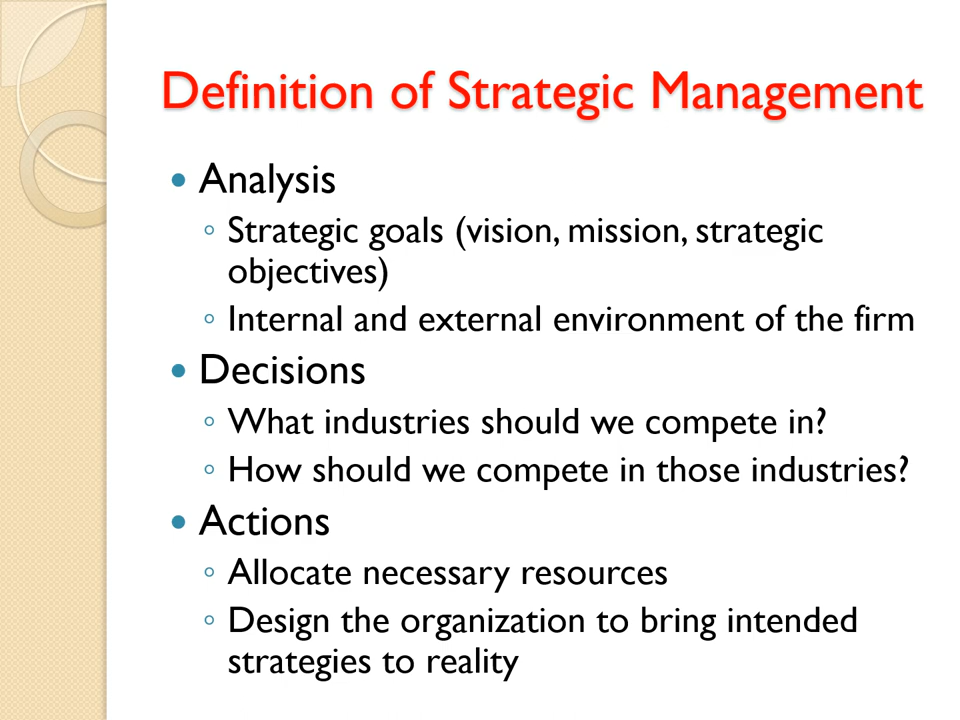 Definition of Strategic Management
• Analysis
◦ Strategic goals (vision, mission, strategic
objectives)
◦ Internal and external environment of the firm
• Decisions
◦ What industries should we compete in?
◦ How should we compete in those industries?
• Actions
◦ Allocate necessary resources
◦ Design the organization to bring intended
strategies to reality